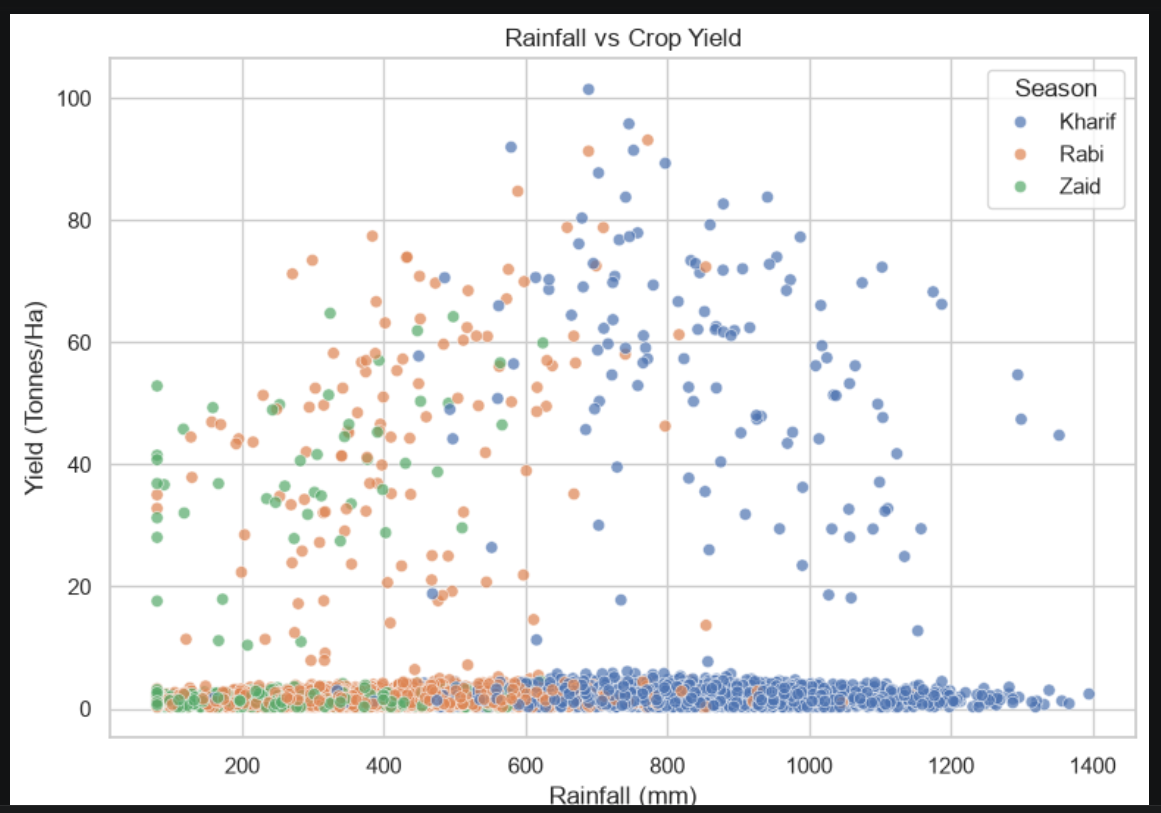 Rainfall vs Crop Yield
Season
Kharif
Rabi
Zaid
Yield (Tonnes/Ha)
100
80
60
40
20
0
200 400 600 800 1000 1200 1400
Rainfall (mm)